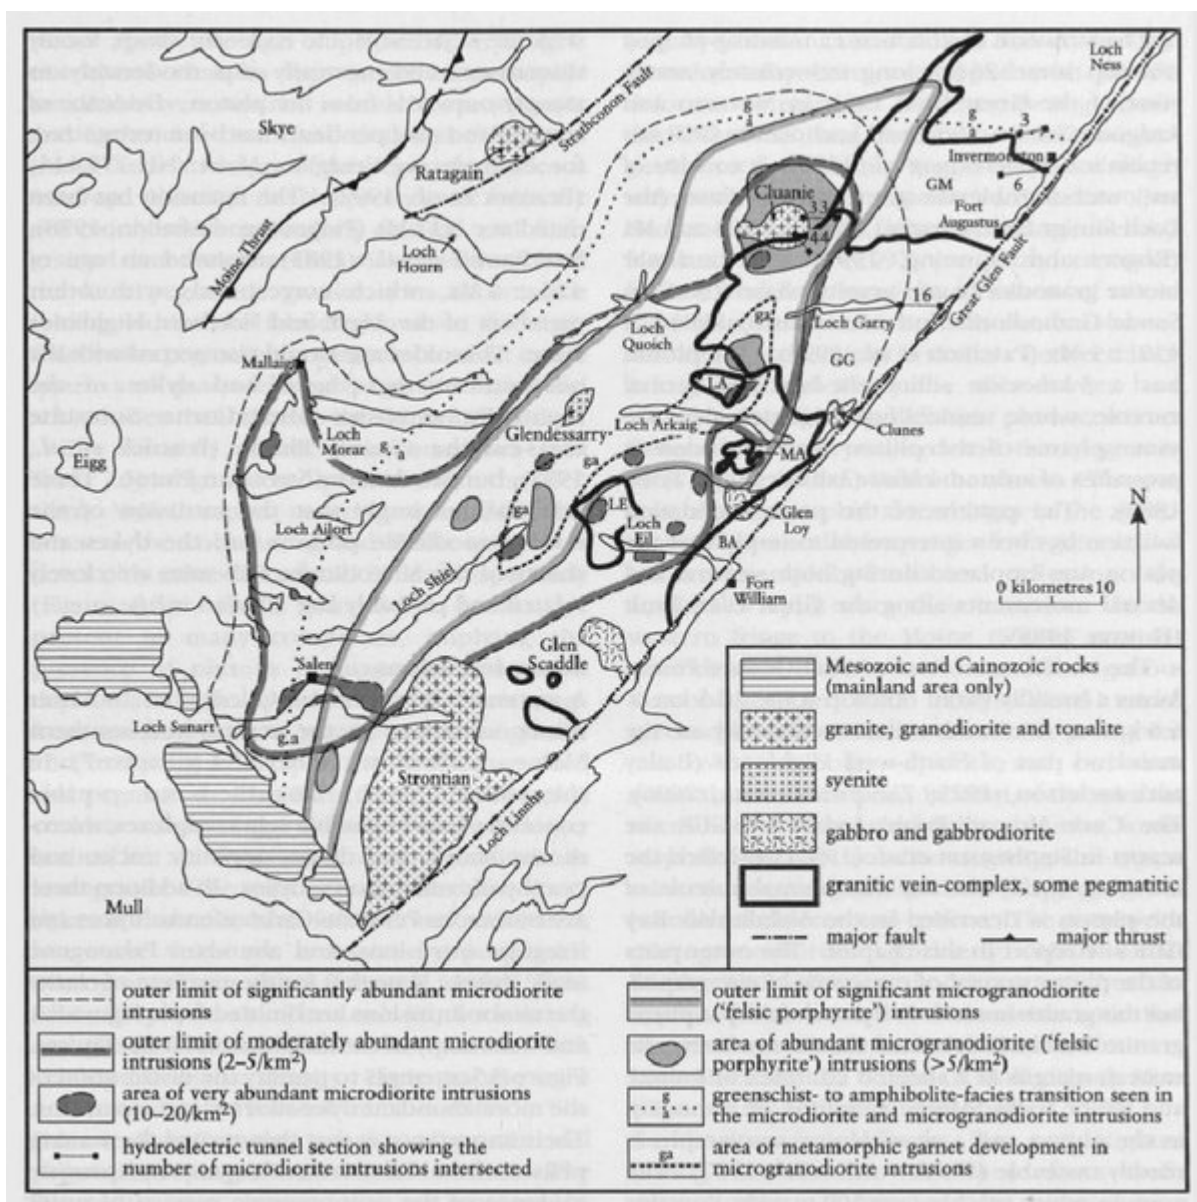 Loch
Ness
Skye
Strathconon Fault
g
a
g
a
3
Ratagain
Cluanie
Invermoriston
6
GM
33
Fort
Augustus
Moine Thrust
Loch
Hourn
44
Great Glen Fault
16
Loch
Quoich
ga
Loch Garry
Mallaig
GG
LA
Loch Arkaig
Clunes
Glendessarry
Loch
Morar
g
a
ga
MA
Eigg
N
ga
LE
Glen
Loy
Loch Ailort
Loch
Eil
BA
Loch Shiel
Fort
William
0 kilometres 10
Glen
Scaddle
Salen
Loch Sunart
g a
Strontian
Loch Linnhe
Mull
Mesozoic and Cainozoic rocks
(mainland area only)
granite, granodiorite and tonalite
syenite
gabbro and gabbrodiorite
granitic vein-complex, some pegmatitic
major fault
major thrust
outer limit of significantly abundant microdiorite
intrusions
outer limit of moderately abundant microdiorite
intrusions (2–5/km²)
area of very abundant microdiorite intrusions
(10–20/km²)
hydroelectric tunnel section showing the
number of microdiorite intrusions intersected
outer limit of significant microgranodiorite
('felsic porphyrite') intrusions
area of abundant microgranodiorite ('felsic
porphyrite') intrusions (>5/km²)
g
a
greenschist- to amphibolite-facies transition seen in
the microdiorite and microgranodiorite intrusions
ga
area of metamorphic garnet development in
microgranodiorite intrusions